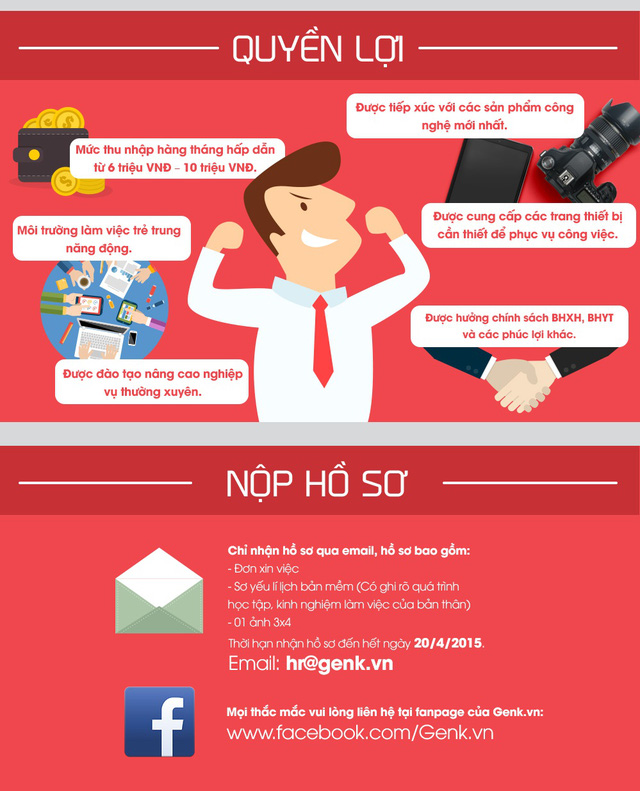 QUYỀN LỢI
Được tiếp xúc với các sản phẩm công
nghệ mới nhất.
Mức thu nhập hàng tháng hấp dẫn
từ 6 triệu VNĐ – 10 triệu VNĐ.
Môi trường làm việc trẻ trung
năng động.
Được cung cấp các trang thiết bị
cần thiết để phục vụ công việc.
Được hưởng chính sách BHXH, BHYT
và các phúc lợi khác.
Được đào tạo nâng cao nghiệp
vụ thường xuyên.
NỘP HỒ SƠ
Chỉ nhận hồ sơ qua email, hồ sơ bao gồm:
- Đơn xin việc
- Sơ yếu lí lịch bản mềm (Có ghi rõ quá trình
học tập, kinh nghiệm làm việc của bản thân)
- 01 ảnh 3x4
Thời hạn nhận hồ sơ đến hết ngày 20/4/2015.
Email: hr@genk.vn
Mọi thắc mắc vui lòng liên hệ tại fanpage của Genk.vn:
www.facebook.com/Genk.vn